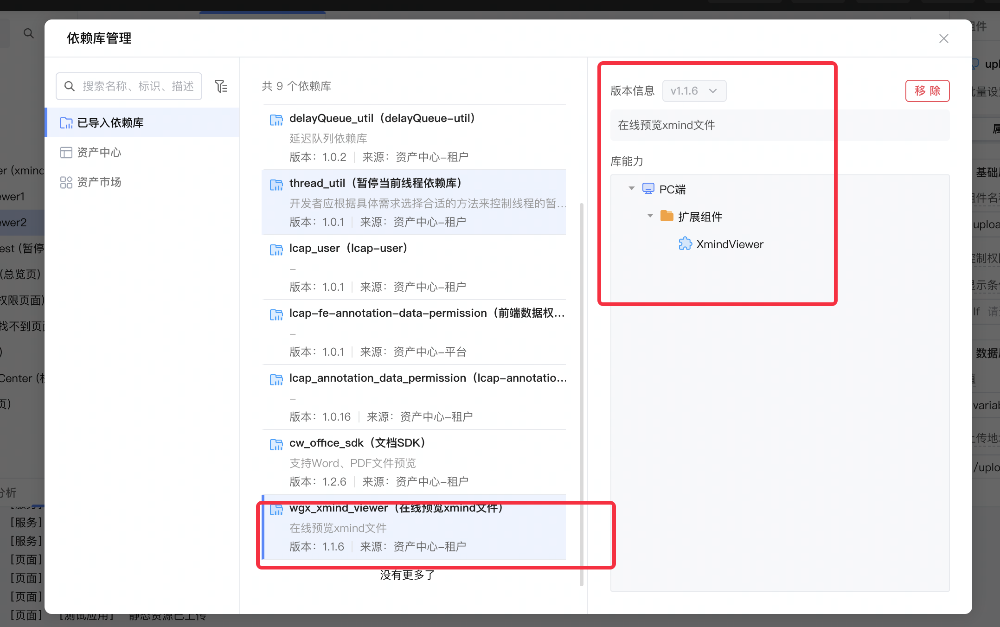 依赖库管理
搜索名称、标识、描述
已导入依赖库
资产中心
资产市场
共 9 个依赖库
delayQueue_util（delayQueue-util）
延迟队列依赖库
版本：1.0.2 | 来源：资产中心-租户
thread_util（暂停当前线程依赖库）
开发者应根据具体需求选择合适的方法来控制线程的暂...
版本：1.0.1 | 来源：资产中心-租户
lcap_user（lcap-user）
-
版本：1.0.1 | 来源：资产中心-租户
lcap-fe-annotation-data-permission（前端数据权...
-
版本：1.0.1 | 来源：资产中心-平台
lcap_annotation_data_permission（lcap-annotatio...
-
版本：1.0.16 | 来源：资产中心-租户
cw_office_sdk（文档SDK）
支持Word、PDF文件预览
版本：1.2.6 | 来源：资产中心-租户
wgx_xmind_viewer（在线预览xmind文件）
在线预览xmind文件
版本：1.1.6 | 来源：资产中心-租户
没有更多了
版本信息 v1.1.6
移 除
在线预览xmind文件
库能力
PC端
扩展组件
XmindViewer
er (xmind
ewer1
ewer2
est (暂停
(总览页)
权限页面)
找不到页面
)
Center (
页)
分析
[服务]
[服务]
[服务]
[页面]
[页面]
[页面]
[页面] [测试应用] 静态资源已上传
组件
upl
批量设
属
基础
组件名称
uploa
控制权限
显示条件
If 请
数据
值
variab
上传地
/uplo